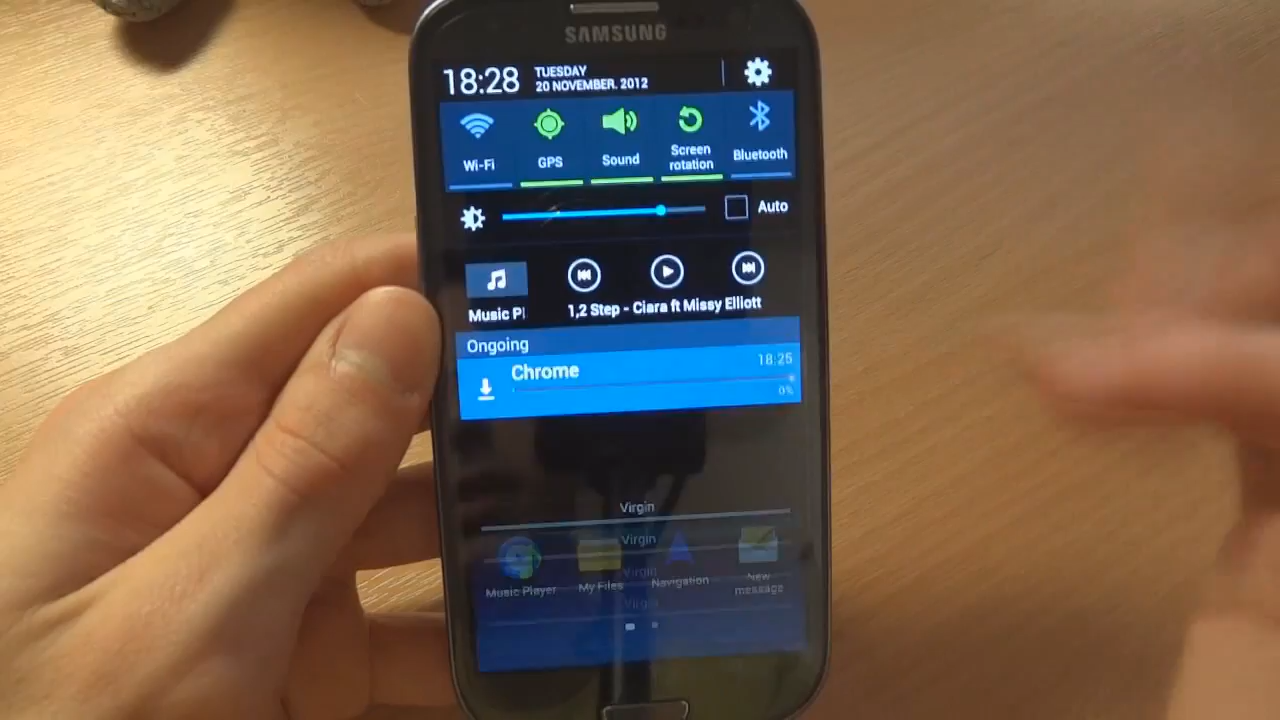 SAMSUNG
18:28
TUESDAY
20 NOVEMBER. 2012
Wi-Fi
GPS
Sound
Screen
rotation
Bluetooth
Auto
Music Pl
1,2 Step - Ciara ft Missy Elliott
Ongoing
Chrome
18:25
0%
Virgin
Virgin
Virgin
Virgin
Music Player
My Files
Navigation
New
message